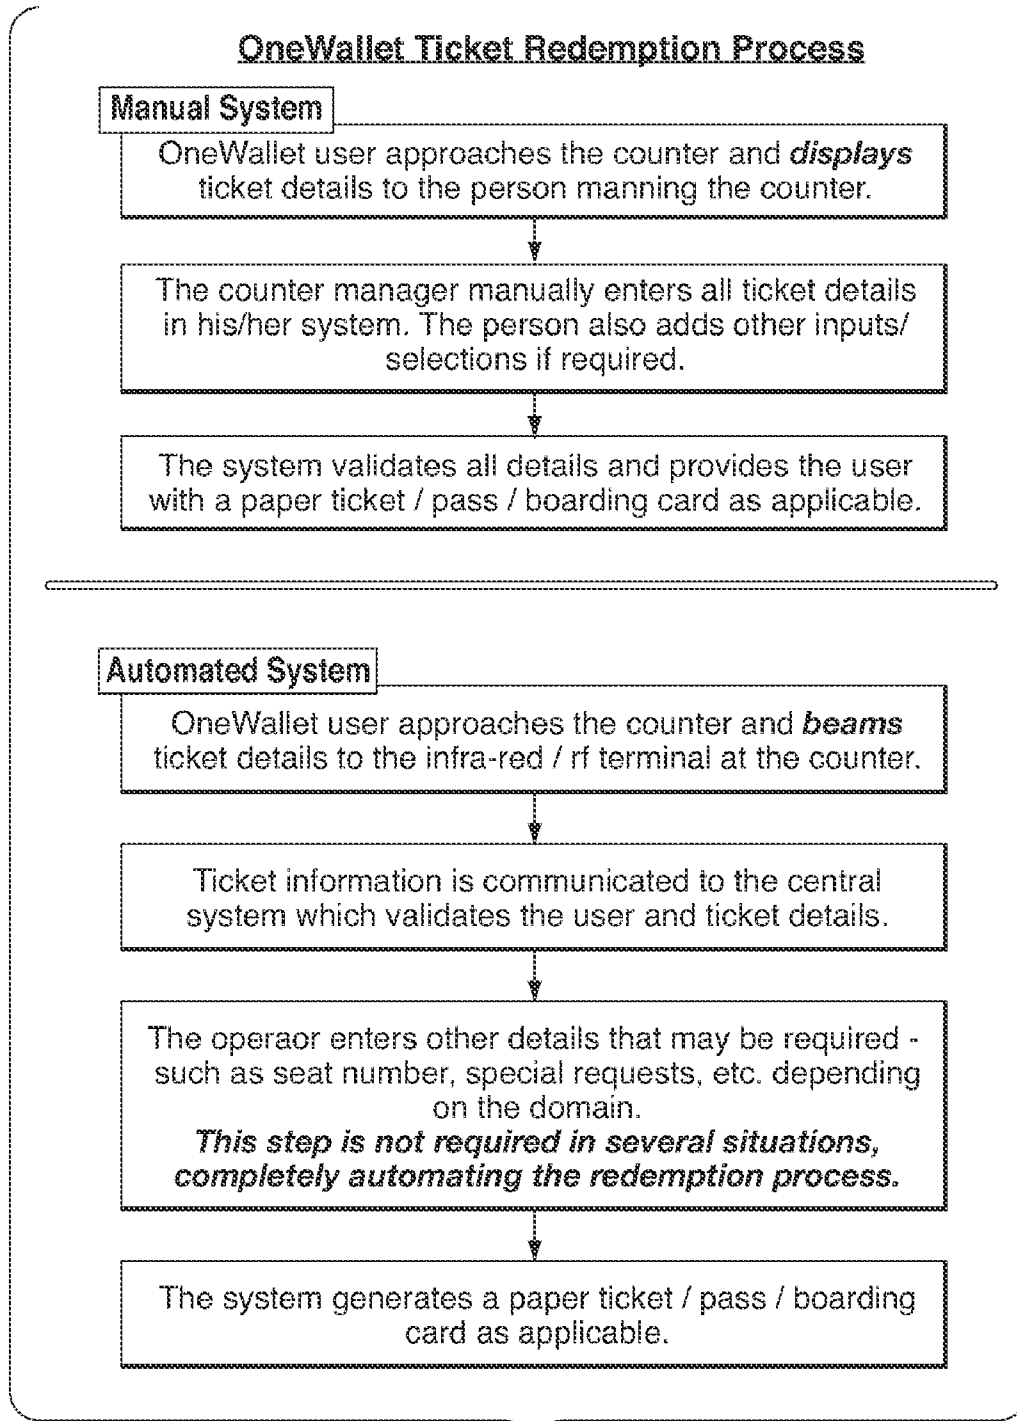 OneWallet Ticket Redemption Process
Manual System
OneWallet user approaches the counter and displays
ticket details to the person manning the counter.
The counter manager manually enters all ticket details
in his/her system. The person also adds other inputs/
selections if required.
The system validates all details and provides the user
with a paper ticket / pass / boarding card as applicable.
Automated System
OneWallet user approaches the counter and beams
ticket details to the infra-red / rf terminal at the counter.
Ticket information is communicated to the central
system which validates the user and ticket details.
The operaor enters other details that may be required -
such as seat number, special requests, etc. depending
on the domain.
This step is not required in several situations,
completely automating the redemption process.
The system generates a paper ticket / pass / boarding
card as applicable.